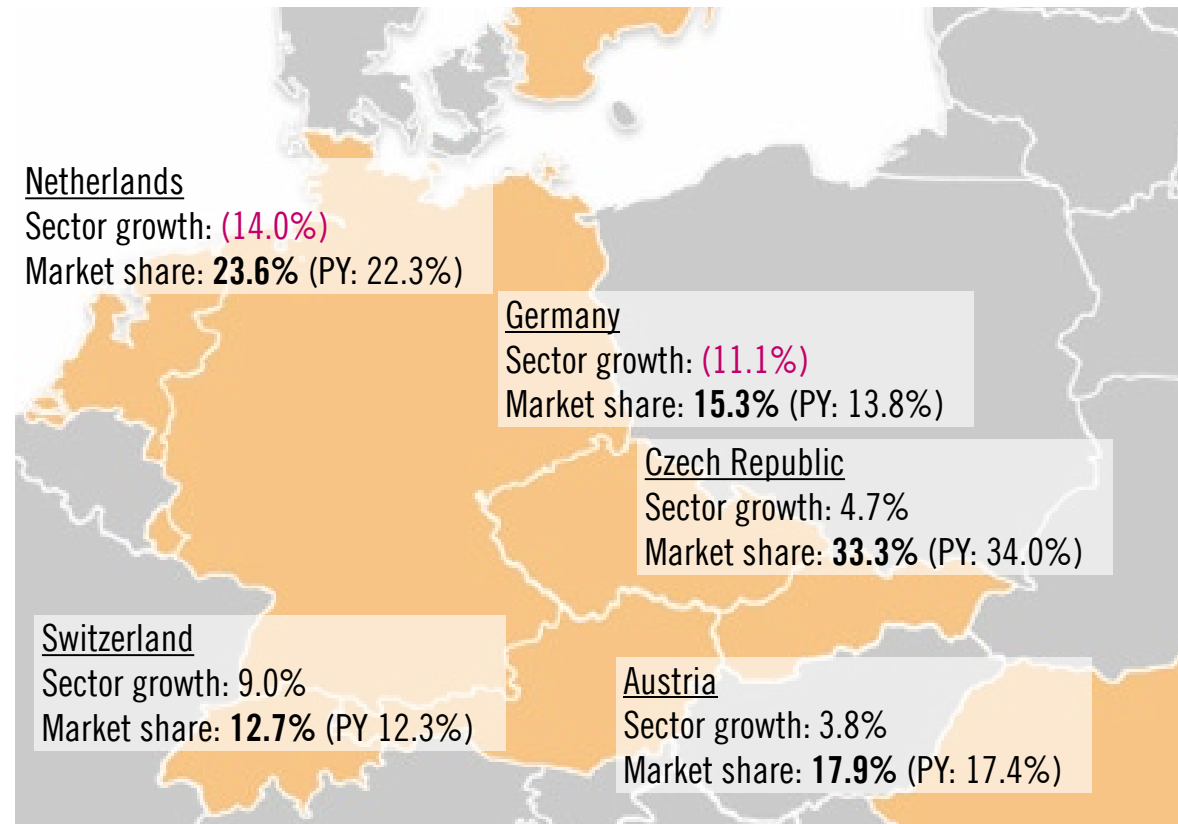 Netherlands
Sector growth: (14.0%)
Market share: 23.6% (PY: 22.3%)
Germany
Sector growth: (11.1%)
Market share: 15.3% (PY: 13.8%)
Czech Republic
Sector growth: 4.7%
Market share: 33.3% (PY: 34.0%)
Switzerland
Sector growth: 9.0%
Market share: 12.7% (PY 12.3%)
Austria
Sector growth: 3.8%
Market share: 17.9% (PY: 17.4%)